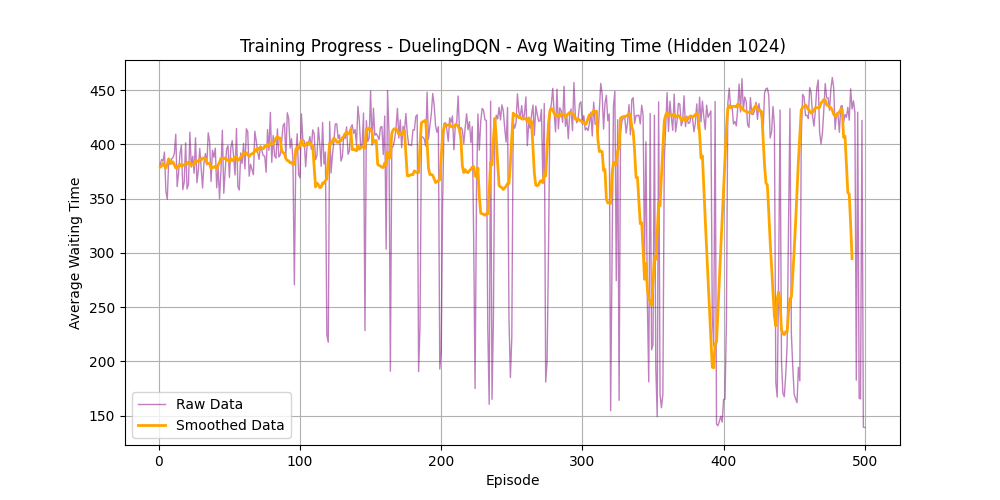 Training Progress - DuelingDQN - Avg Waiting Time (Hidden 1024)
450
400
350
300
250
200
150
Average Waiting Time
Raw Data
Smoothed Data
0
100
200
300
400
500
Episode